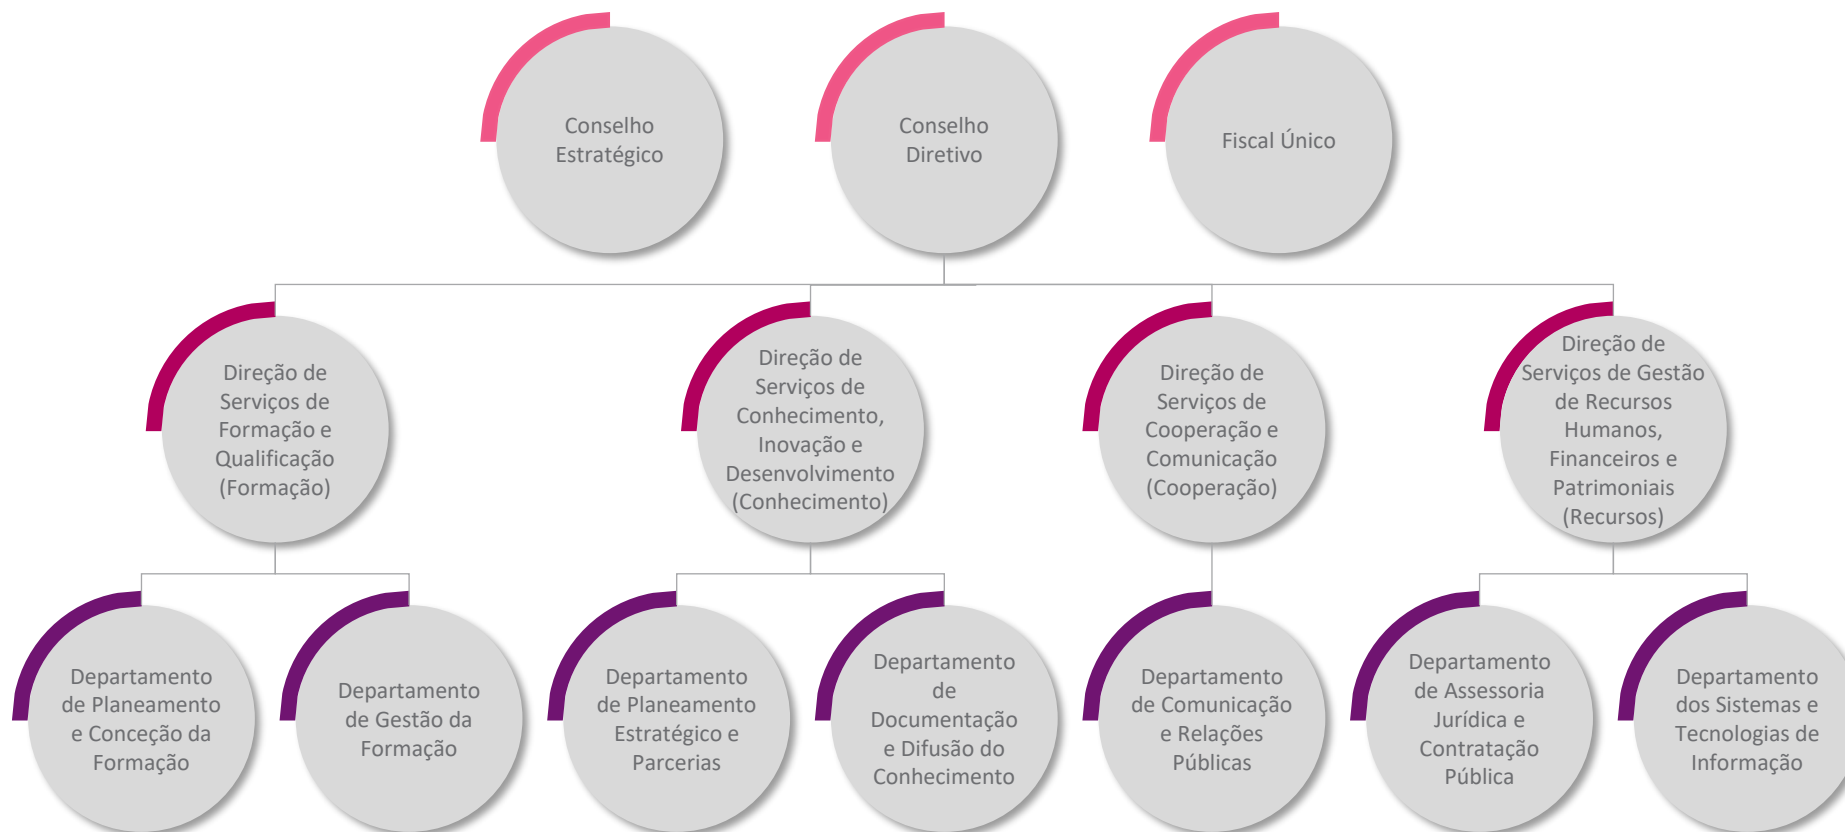 Conselho
Estratégico
Conselho
Diretivo
Fiscal Único
Direção de
Serviços de
Formação e
Qualificação
(Formação)
Direção de
Serviços de
Conhecimento,
Inovação e
Desenvolvimento
(Conhecimento)
Direção de
Serviços de
Cooperação e
Comunicação
(Cooperação)
Direção de
Serviços de Gestão
de Recursos
Humanos,
Financeiros e
Patrimoniais
(Recursos)
Departamento
de Planeamento
e Conceção da
Formação
Departamento
de Gestão da
Formação
Departamento
de Planeamento
Estratégico e
Parcerias
Departamento
de
Documentação
e Difusão do
Conhecimento
Departamento
de Comunicação
e Relações
Públicas
Departamento
de Assessoria
Jurídica e
Contratação
Pública
Departamento
dos Sistemas e
Tecnologias de
Informação